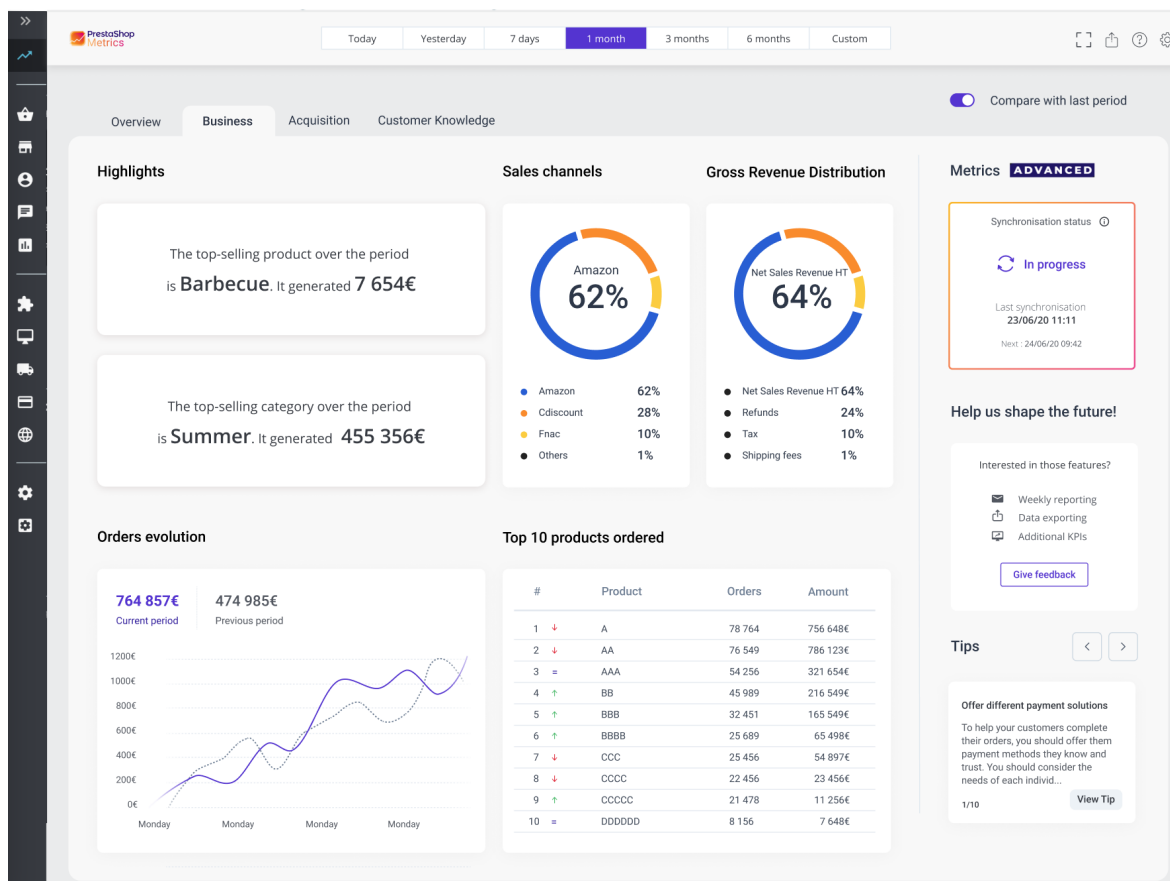 PrestaShop
Metrics
Today Yesterday 7 days 1 month 3 months 6 months Custom
Compare with last period
Overview Business Acquisition Customer Knowledge
Highlights
The top-selling product over the period
is Barbecue. It generated 7 654€
The top-selling category over the period
is Summer. It generated 455 356€
Sales channels
Amazon
62%
Amazon 62%
Cdiscount 28%
Fnac 10%
Others 1%
Gross Revenue Distribution
Net Sales Revenue HT
64%
Net Sales Revenue HT 64%
Refunds 24%
Tax 10%
Shipping fees 1%
Metrics ADVANCED
Synchronisation status
In progress
Last synchronisation
23/06/20 11:11
Next : 24/06/20 09:42
Help us shape the future!
Interested in those features?
Weekly reporting
Data exporting
Additional KPIs
Give feedback
Orders evolution
764 857€ 474 985€
Current period Previous period
1200€
1000€
800€
600€
400€
200€
0€
Monday Monday Monday Monday
Top 10 products ordered
# Product Orders Amount
1 ↓ A 78 764 756 648€
2 ↓ AA 76 549 786 123€
3 = AAA 54 256 321 654€
4 ↑ BB 45 989 216 549€
5 ↑ BBB 32 451 165 549€
6 ↑ BBBB 25 689 65 498€
7 ↓ CCC 25 456 54 897€
8 ↓ CCCC 22 456 23 456€
9 ↑ CCCCC 21 478 11 256€
10 = DDDDDD 8 156 7 648€
Tips
Offer different payment solutions
To help your customers complete
their orders, you should offer them
payment methods they know and
trust. You should consider the
needs of each individ...
1/10 View Tip